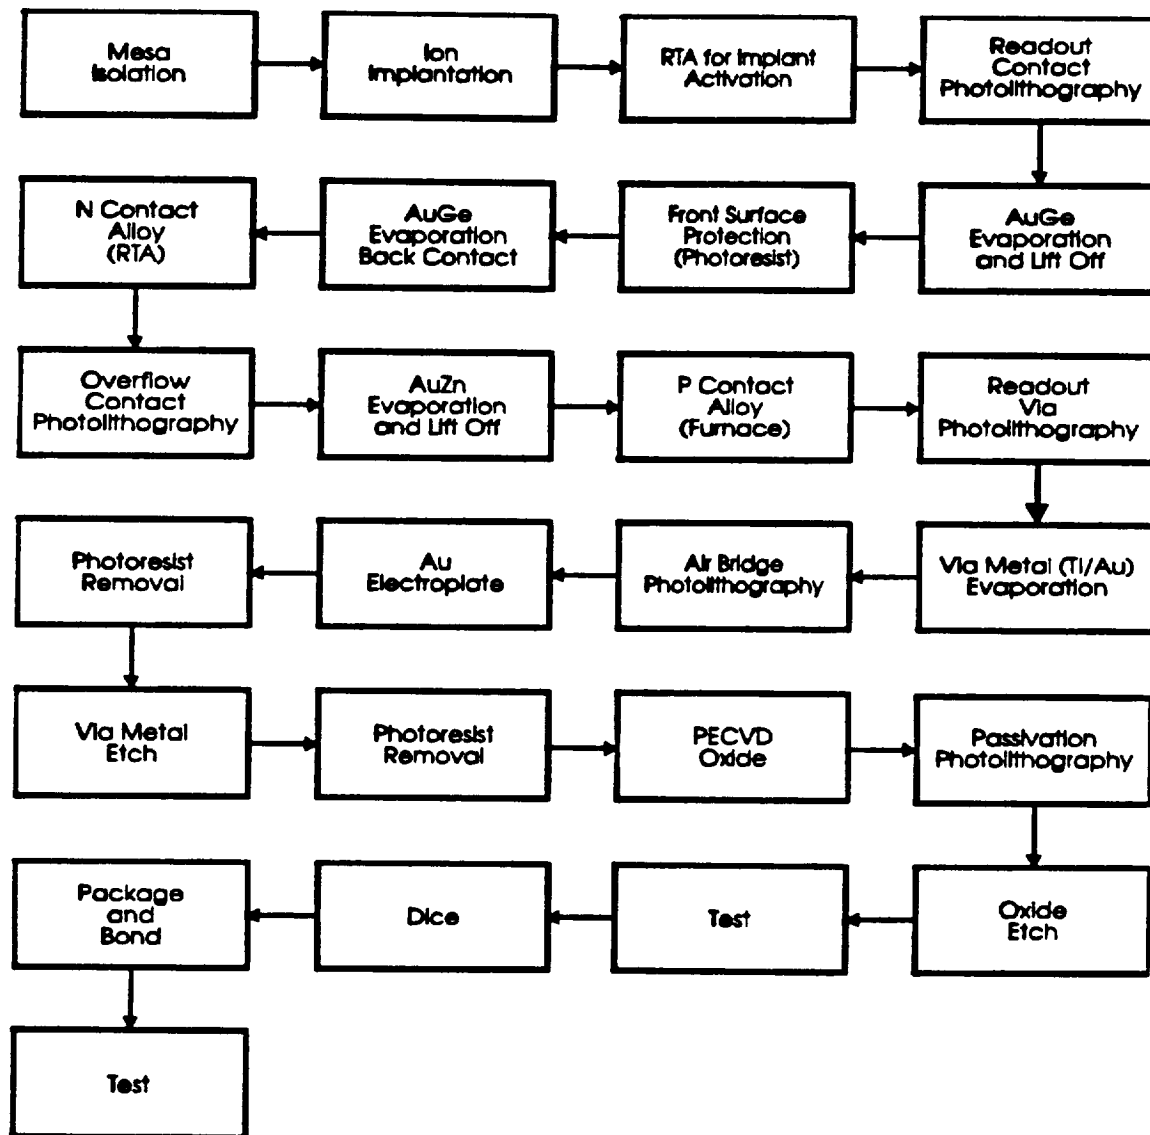 Mesa
Isolation
Ion
Implantation
RTA for Implant
Activation
Readout
Contact
Photolithography
AuGe
Evaporation
and Lift Off
Front Surface
Protection
(Photoresist)
AuGe
Evaporation
Back Contact
N Contact
Alloy
(RTA)
Overflow
Contact
Photolithography
AuZn
Evaporation
and Lift Off
P Contact
Alloy
(Furnace)
Readout
Via
Photolithography
Via Metal (Ti/Au)
Evaporation
Air Bridge
Photolithography
Au
Electroplate
Photoresist
Removal
Via Metal
Etch
Photoresist
Removal
PECVD
Oxide
Passivation
Photolithography
Oxide
Etch
Test
Dice
Package
and
Bond
Test